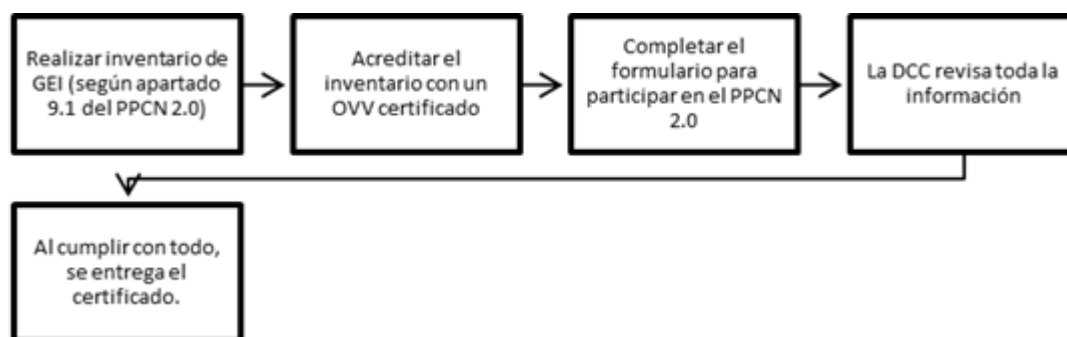 Realizar inventario de
GEI (según apartado
9.1 del PPCN 2.0)
Acreditar el
inventario con un
OVV certificado
Completar el
formulario para
participar en el PPCN
2.0
La DCC revisa toda la
información
Al cumplir con todo,
se entrega el
certificado.